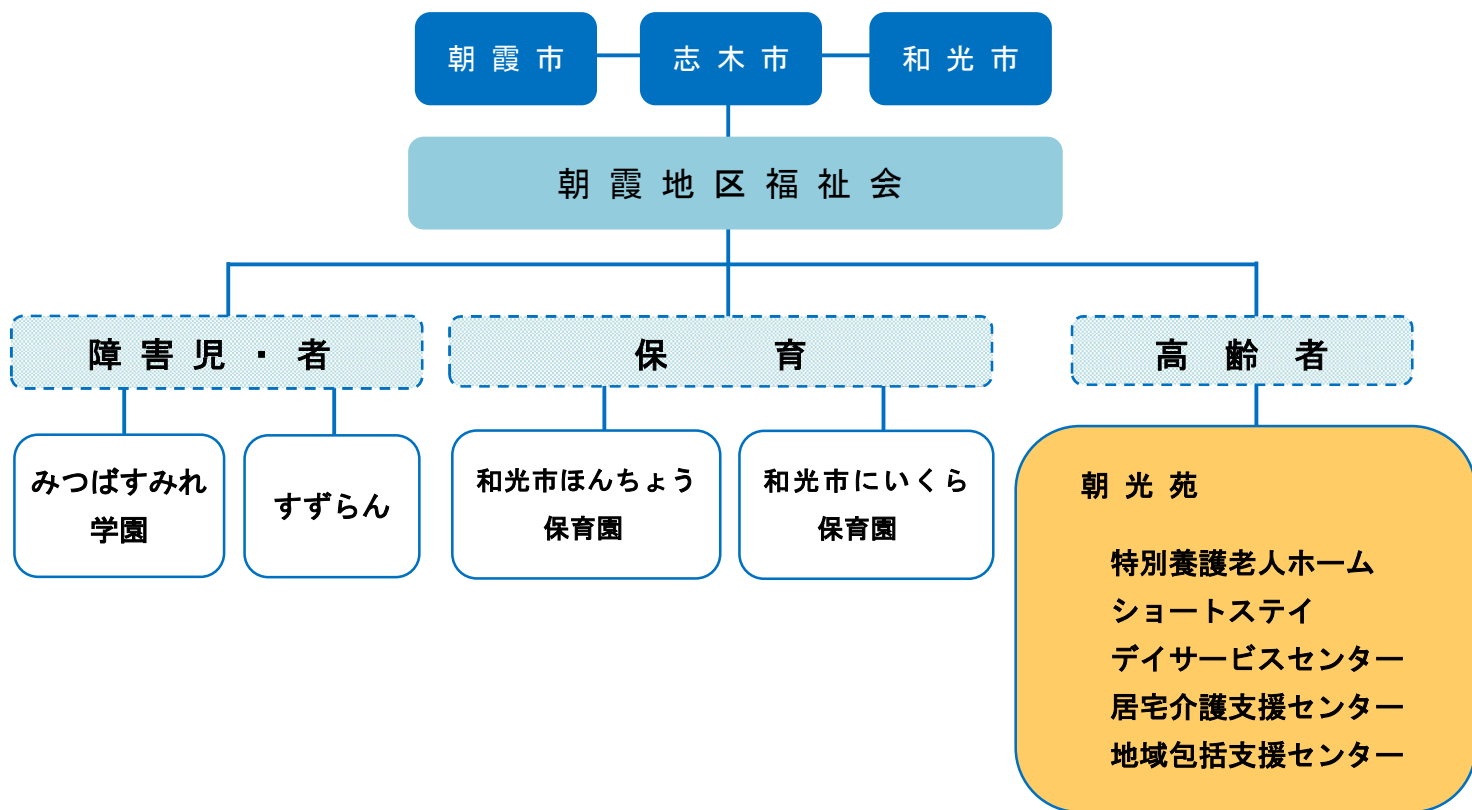 朝霞市
志木市
和光市
朝霞地区福祉会
障害児・者
保育
高齢者
みつばすみれ
学園
すずらん
和光市ほんちょう
保育園
和光市にいくら
保育園
朝光苑
特別養護老人ホーム
ショートステイ
デイサービスセンター
居宅介護支援センター
地域包括支援センター